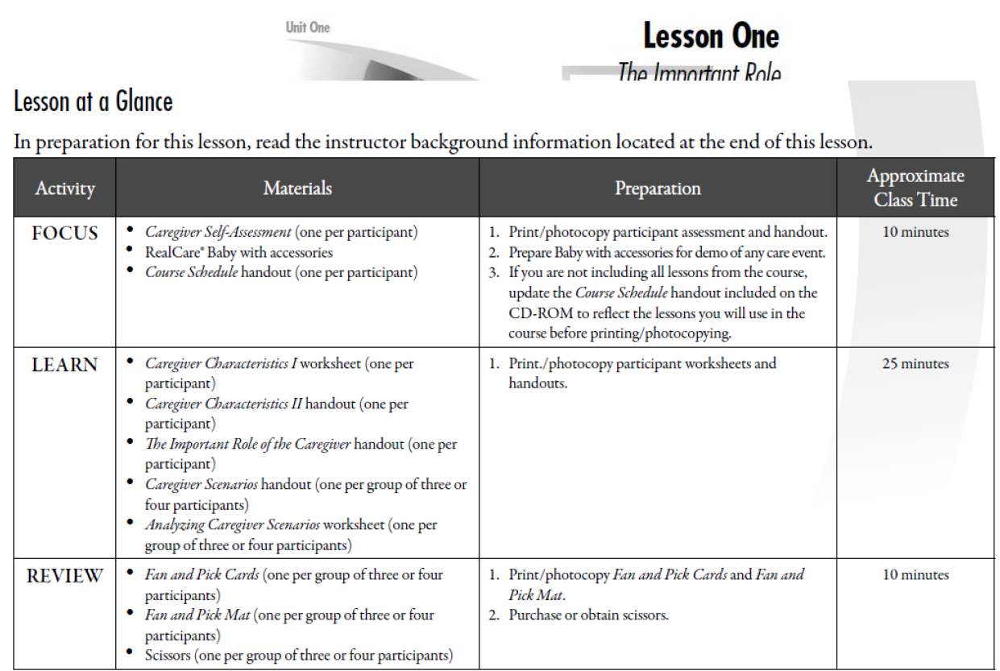 Unit One
Lesson One
The Important Role
Lesson at a Glance
In preparation for this lesson, read the instructor background information located at the end of this lesson.
Activity
Materials
Preparation
Approximate
Class Time
FOCUS
• Caregiver Self-Assessment (one per participant)
• RealCare® Baby with accessories
• Course Schedule handout (one per participant)
1. Print/photocopy participant assessment and handout.
2. Prepare Baby with accessories for demo of any care event.
3. If you are not including all lessons from the course,
update the Course Schedule handout included on the
CD-ROM to reflect the lessons you will use in the
course before printing/photocopying.
10 minutes
LEARN
• Caregiver Characteristics I worksheet (one per
participant)
• Caregiver Characteristics II handout (one per
participant)
• The Important Role of the Caregiver handout (one per
participant)
• Caregiver Scenarios handout (one per group of three or
four participants)
• Analyzing Caregiver Scenarios worksheet (one per
group of three or four participants)
1. Print./photocopy participant worksheets and
handouts.
25 minutes
REVIEW
• Fan and Pick Cards (one per group of three or four
participants)
• Fan and Pick Mat (one per group of three or four
participants)
• Scissors (one per group of three or four participants)
1. Print/photocopy Fan and Pick Cards and Fan and
Pick Mat.
2. Purchase or obtain scissors.
10 minutes